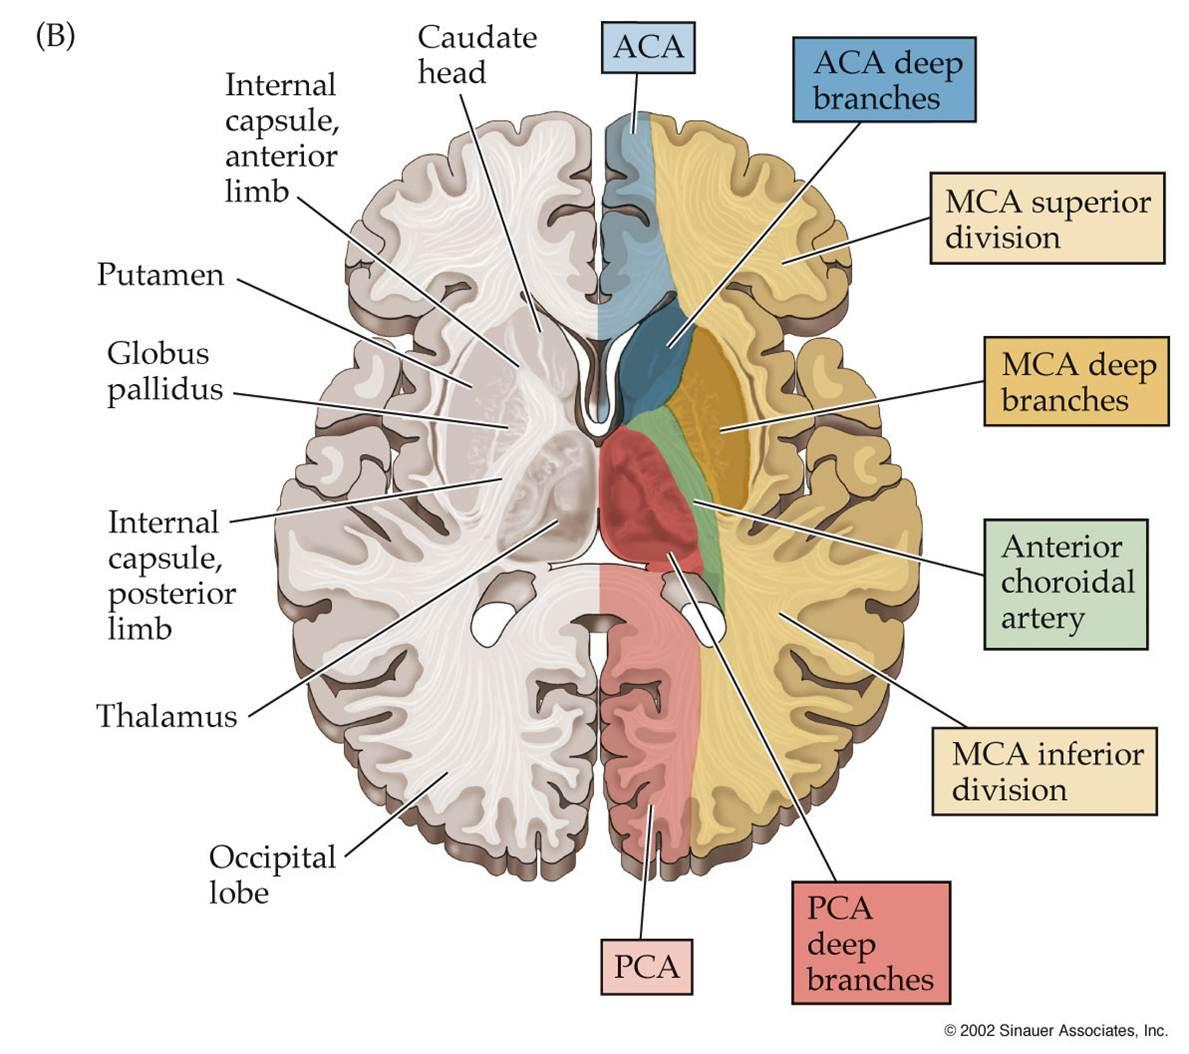 (B)
Caudate
head
ACA
ACA deep
branches
Internal
capsule,
anterior
limb
MCA superior
division
Putamen
Globus
pallidus
MCA deep
branches
Internal
capsule,
posterior
limb
Anterior
choroidal
artery
Thalamus
MCA inferior
division
Occipital
lobe
PCA
PCA
deep
branches
© 2002 Sinauer Associates, Inc.